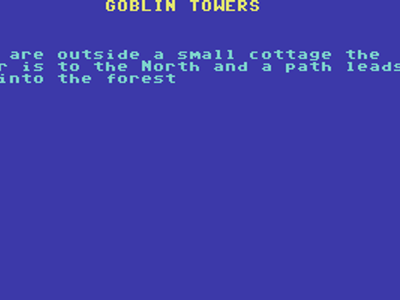 GOBLIN TOWERS
are outside a small cottage the
r is to the North and a path leads
into the forest